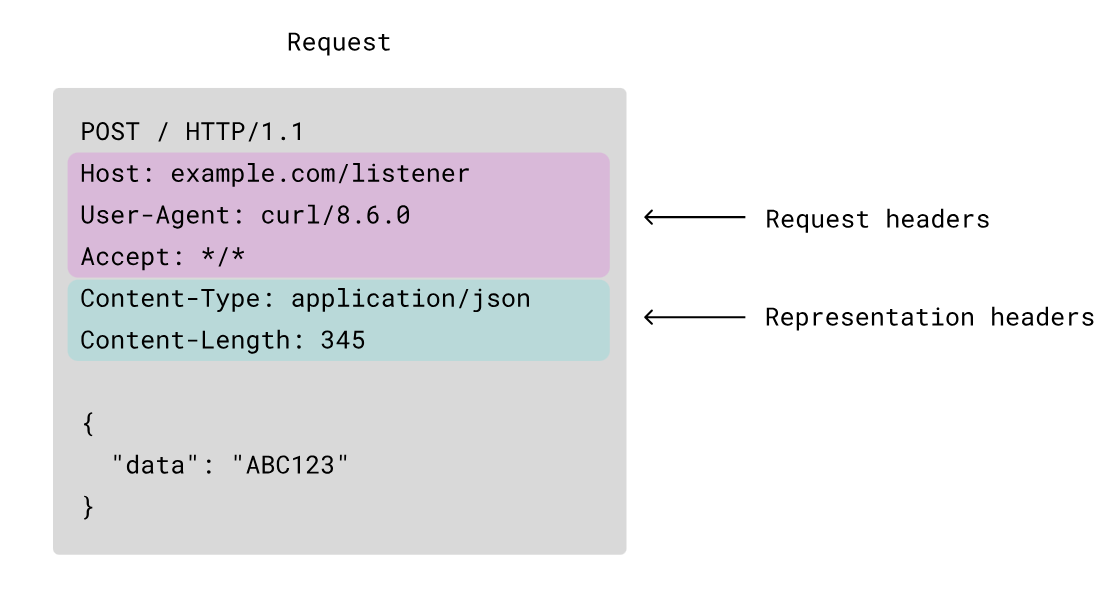 Request
POST / HTTP/1.1
Host: example.com/listener
User-Agent: curl/8.6.0
Accept: */*
Request headers
Content-Type: application/json
Content-Length: 345
Representation headers
{
  "data": "ABC123"
}